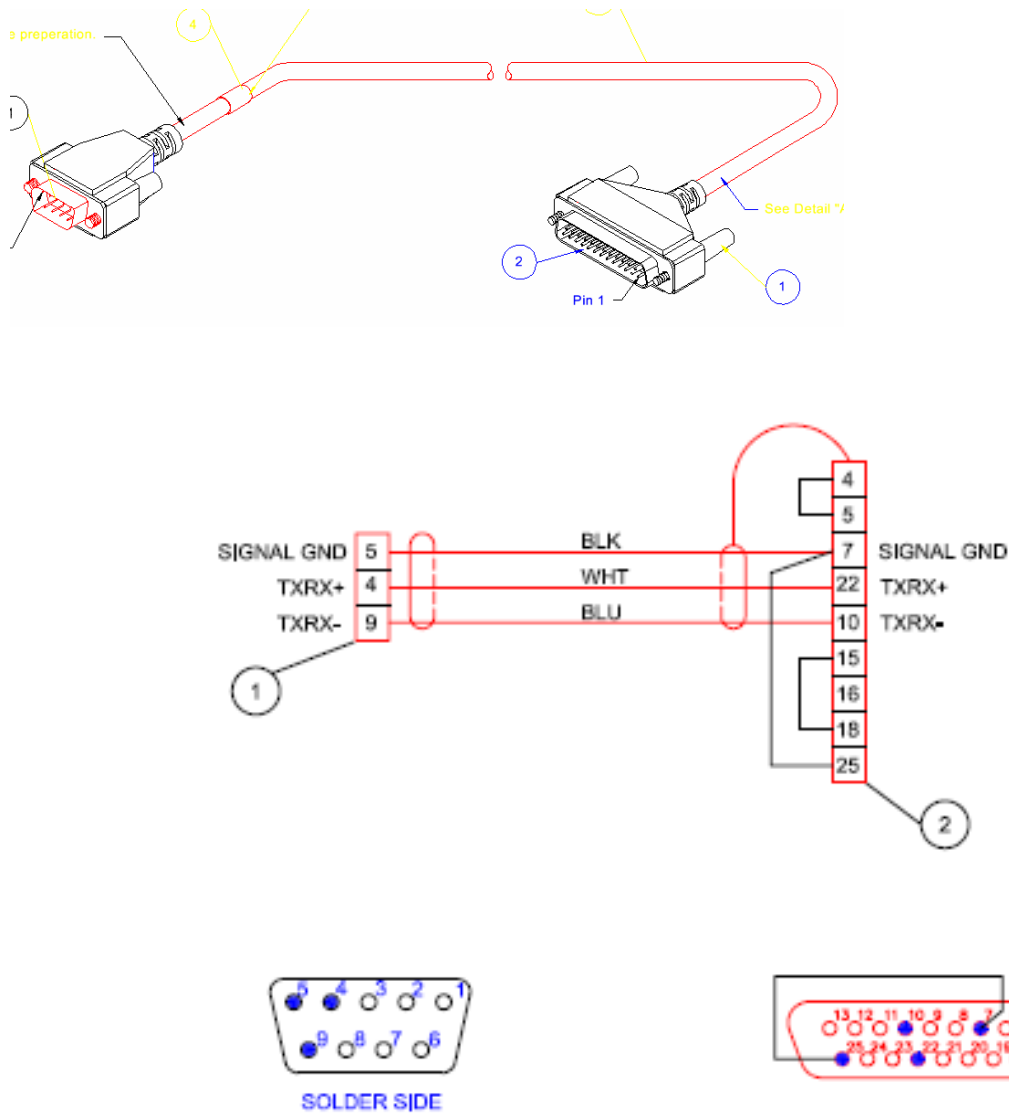 e preperation.
4
1
See Detail "A
2
Pin 1
1
4
5
BLK
SIGNAL GND 5
7 SIGNAL GND
WHT
TXRX+ 4
22 TXRX+
BLU
TXRX- 9
10 TXRX-
15
1
16
18
25
2
5 4 3 2 1
13 12 11 10 9 8 7
9 8 7 6
25 24 23 22 21 20 19
SOLDER SIDE